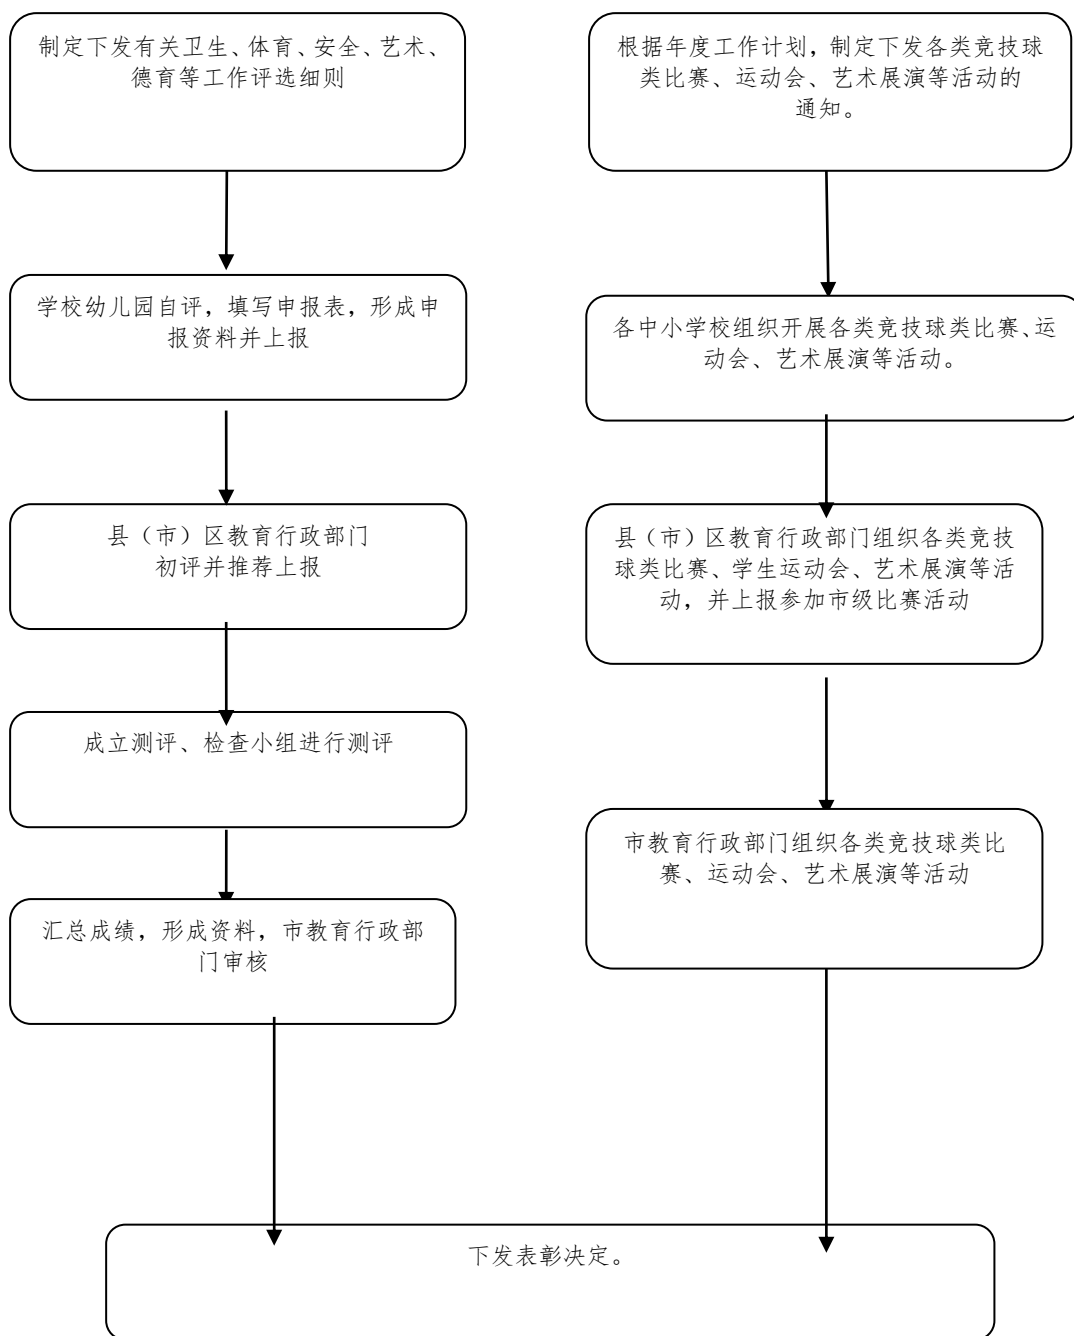 制定下发有关卫生、体育、安全、艺术、
德育等工作评选细则
学校幼儿园自评，填写申报表，形成申
报资料并上报
县（市）区教育行政部门
初评并推荐上报
成立测评、检查小组进行测评
汇总成绩，形成资料，市教育行政部
门审核
根据年度工作计划，制定下发各类竞技球
类比赛、运动会、艺术展演等活动的
通知。
各中小学校组织开展各类竞技球类比赛、运
动会、艺术展演等活动。
县（市）区教育行政部门组织各类竞技
球类比赛、学生运动会、艺术展演等活
动，并上报参加市级比赛活动
市教育行政部门组织各类竞技球类比
赛、运动会、艺术展演等活动
下发表彰决定。